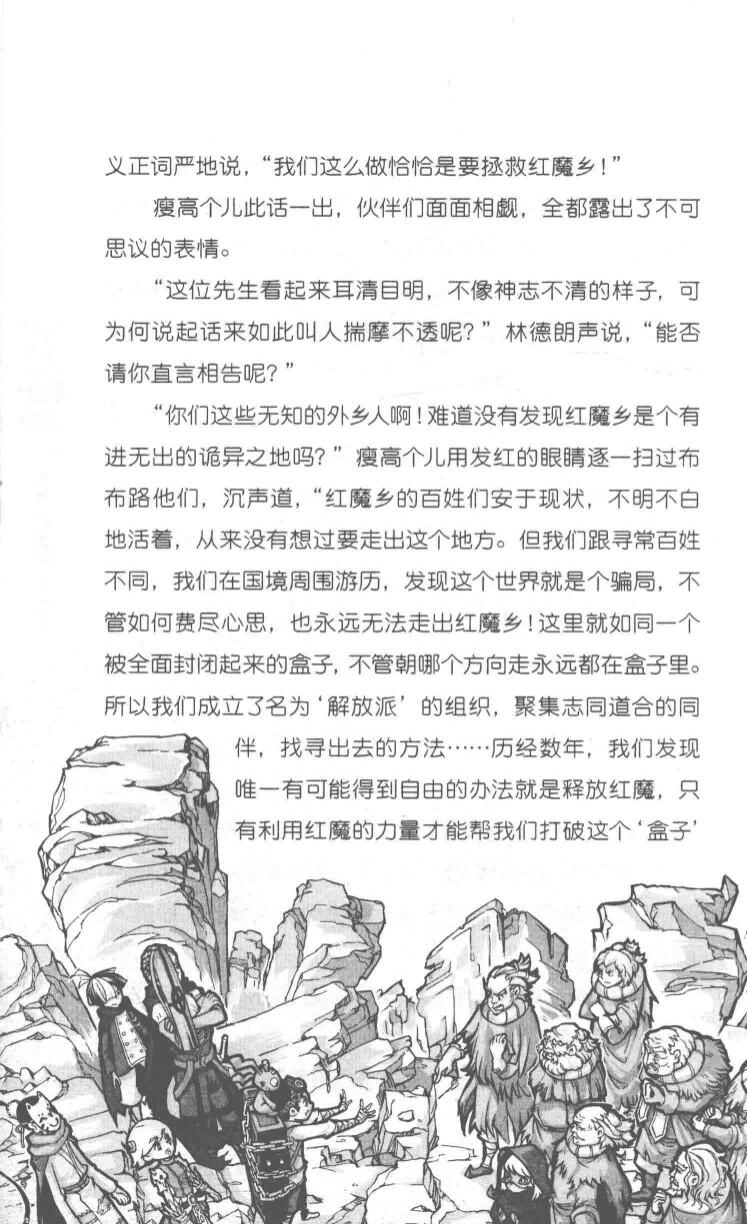 义正词严地说，“我们这么做恰恰是要拯救红魔乡！”
瘦高个儿此话一出，伙伴们面面相觑，全都露出了不可
思议的表情。
“这位先生看起来耳清目明，不像神志不清的样子，可
为何说起话来如此叫人揣摩不透呢？”林德朗声说，“能否
请你直言相告呢？”
“你们这些无知的外乡人啊！难道没有发现红魔乡是个有
进无出的诡异之地吗？”瘦高个儿用发红的眼睛逐一扫过布
布路他们，沉声道，“红魔乡的百姓们安于现状，不明不白
地活着，从来没有想过要走出这个地方。但我们跟寻常百姓
不同，我们在国境周围游历，发现这个世界就是个骗局，不
管如何费尽心思，也永远无法走出红魔乡！这里就如同一个
被全面封闭起来的盒子，不管朝哪个方向走永远都在盒子里。
所以我们成立了名为‘解放派’的组织，聚集志同道合的同
伴，找寻出去的方法……历经数年，我们发现
唯一有可能得到自由的办法就是释放红魔，只
有利用红魔的力量才能帮我们打破这个‘盒子’